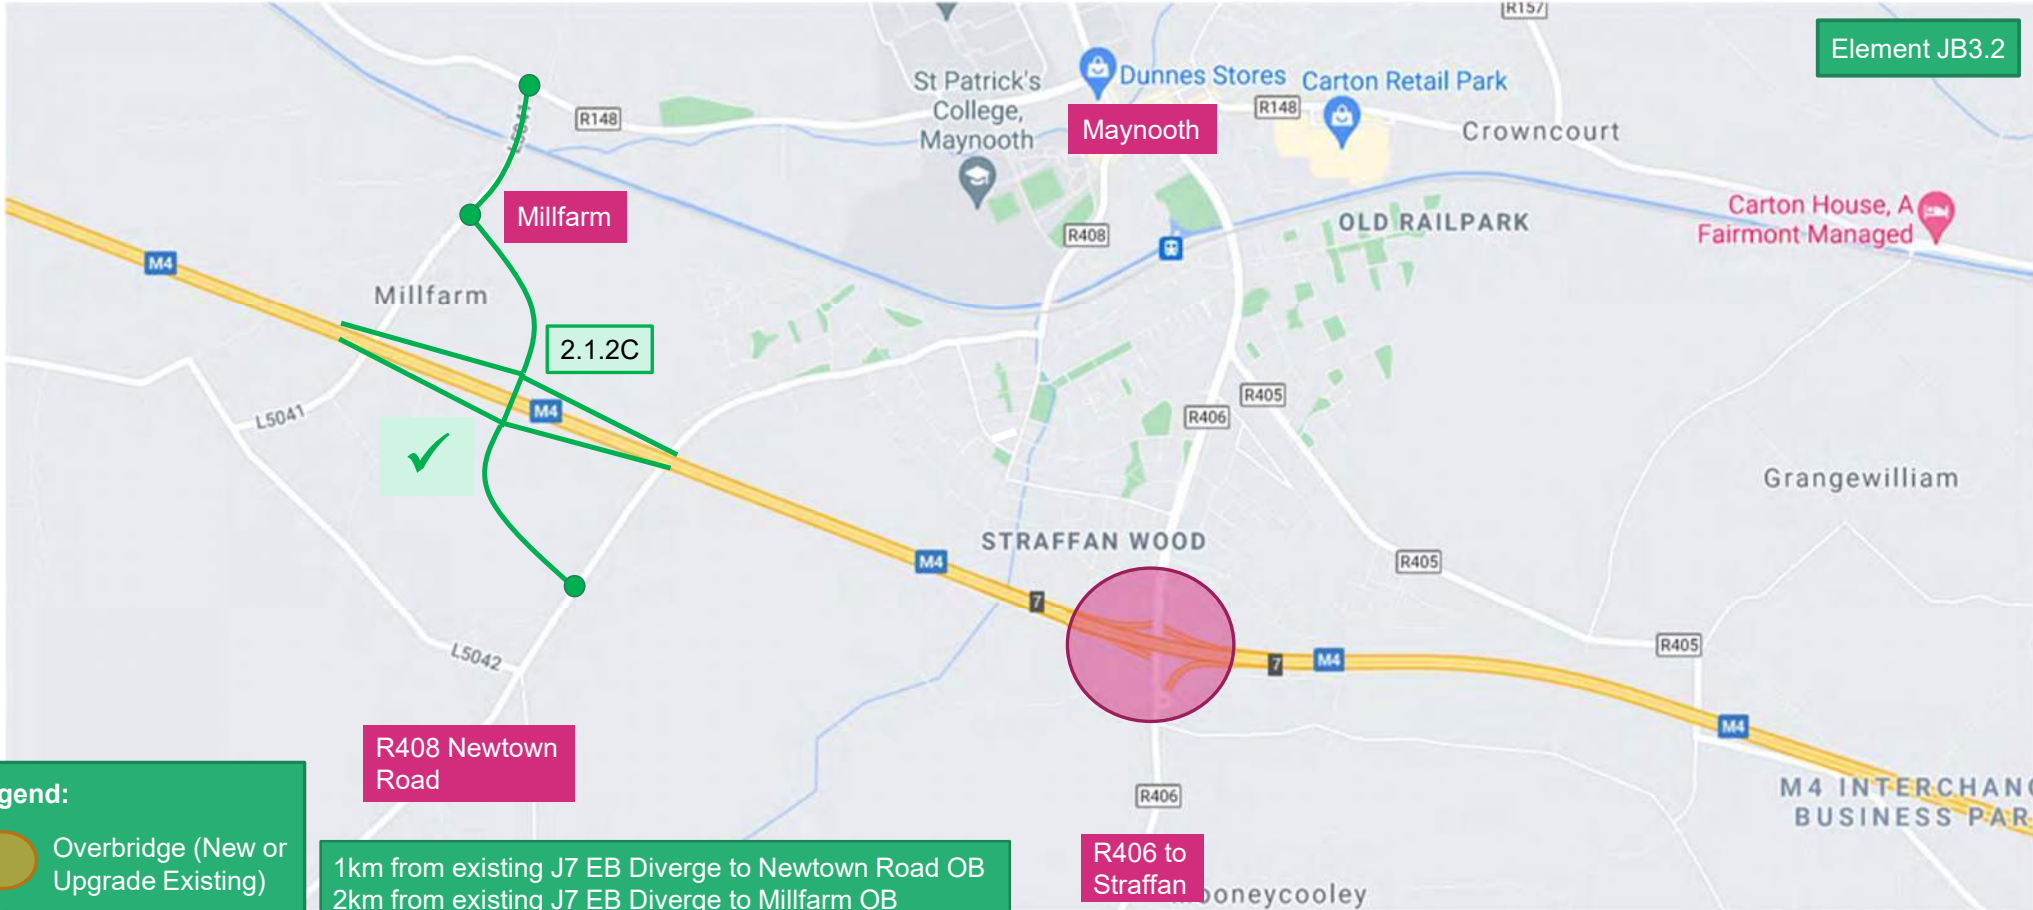 R157
Element JB3.2
St Patrick's
College,
Maynooth
Dunnes Stores
Carton Retail Park
R148
R148
Maynooth
Crowncourt
L5041
Millfarm
Carton House, A
Fairmont Managed
OLD RAILPARK
R408
M4
Millfarm
2.1.2C
M4
R405
R406
L5041
✓
Grangewilliam
STRAFFAN WOOD
M4
R405
7
L5042
R405
7
M4
M4
R408 Newtown
Road
gend:
Overbridge (New or
Upgrade Existing)
R406
M4 INTERCHANG
BUSINESS PAR
1km from existing J7 EB Diverge to Newtown Road OB
2km from existing J7 EB Diverge to Millfarm OB
R406 to
Straffan
ooneycooley